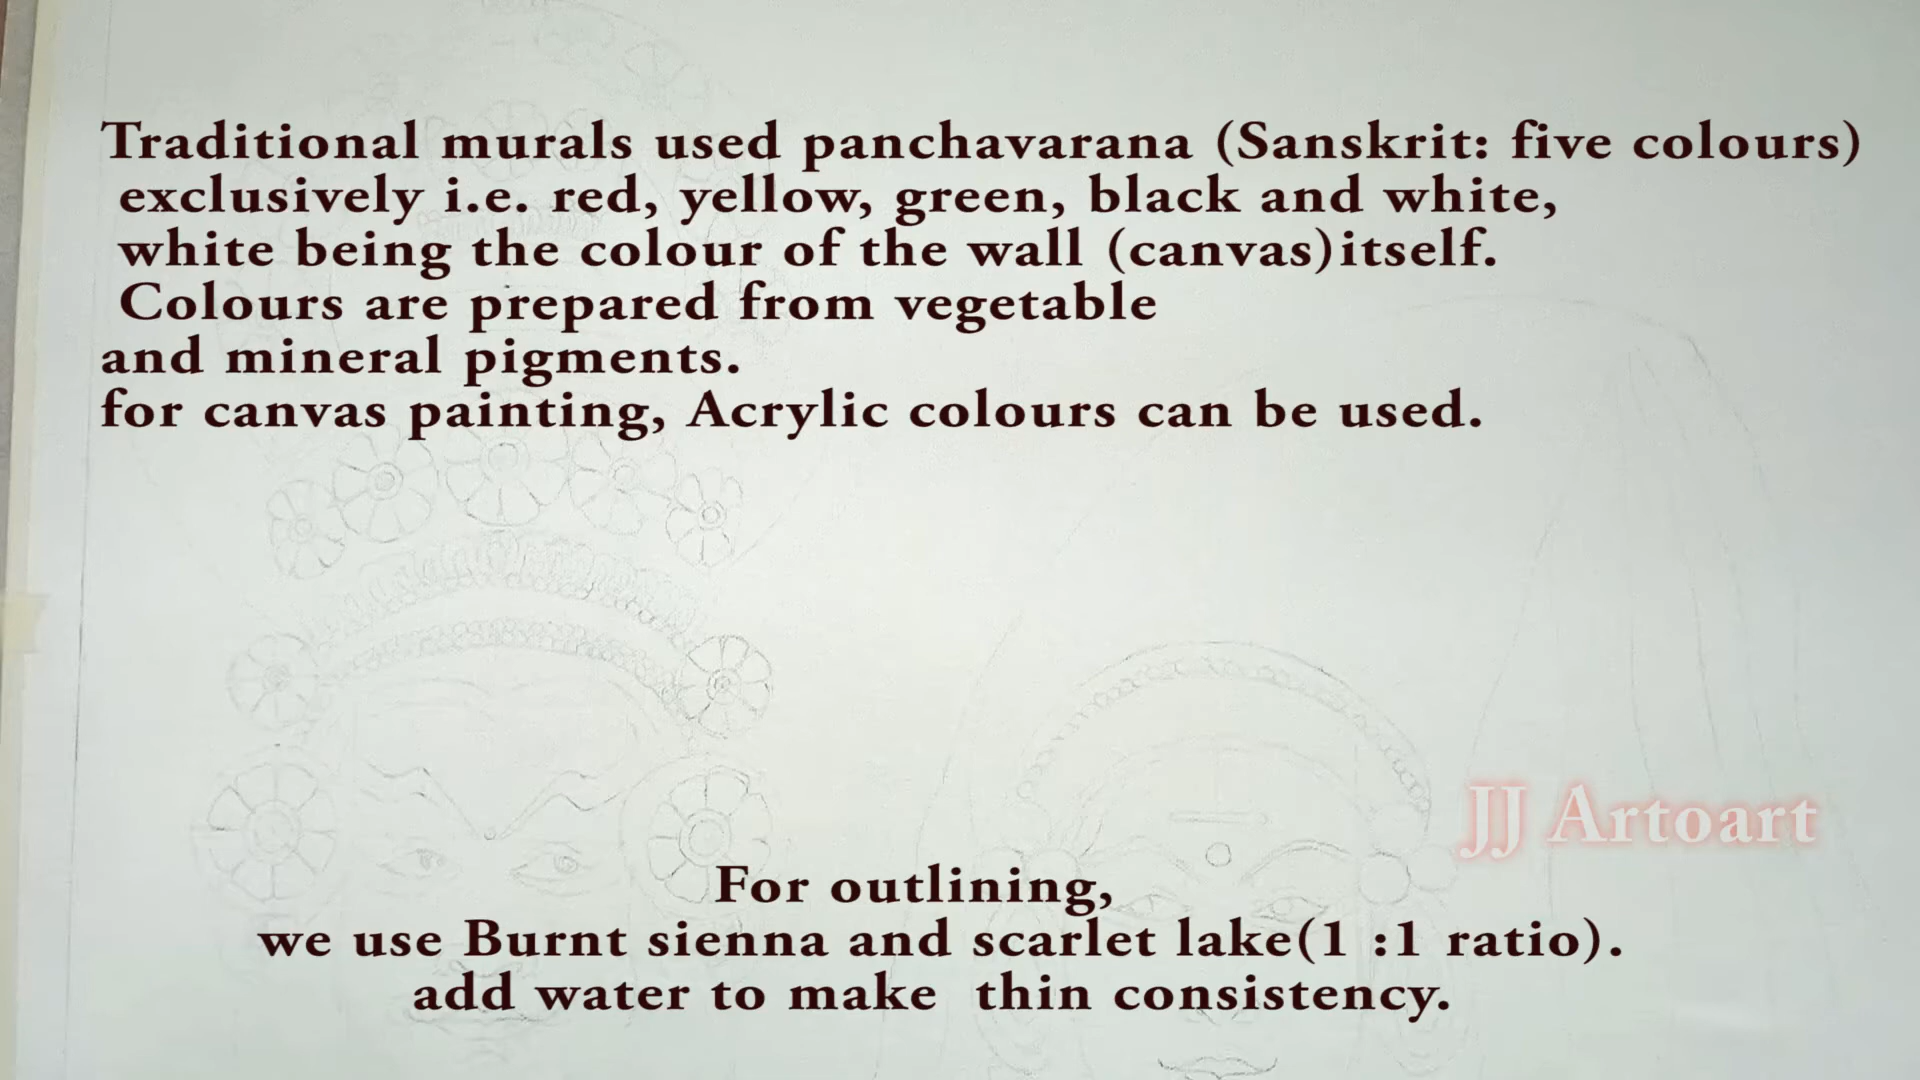 Traditional murals used panchavarana (Sanskrit: five colours)
exclusively i.e. red, yellow, green, black and white,
white being the colour of the wall (canvas)itself.
Colours are prepared from vegetable
and mineral pigments.
for canvas painting, Acrylic colours can be used.
JJ Artoart
For outlining,
we use Burnt sienna and scarlet lake(1 :1 ratio).
add water to make  thin consistency.